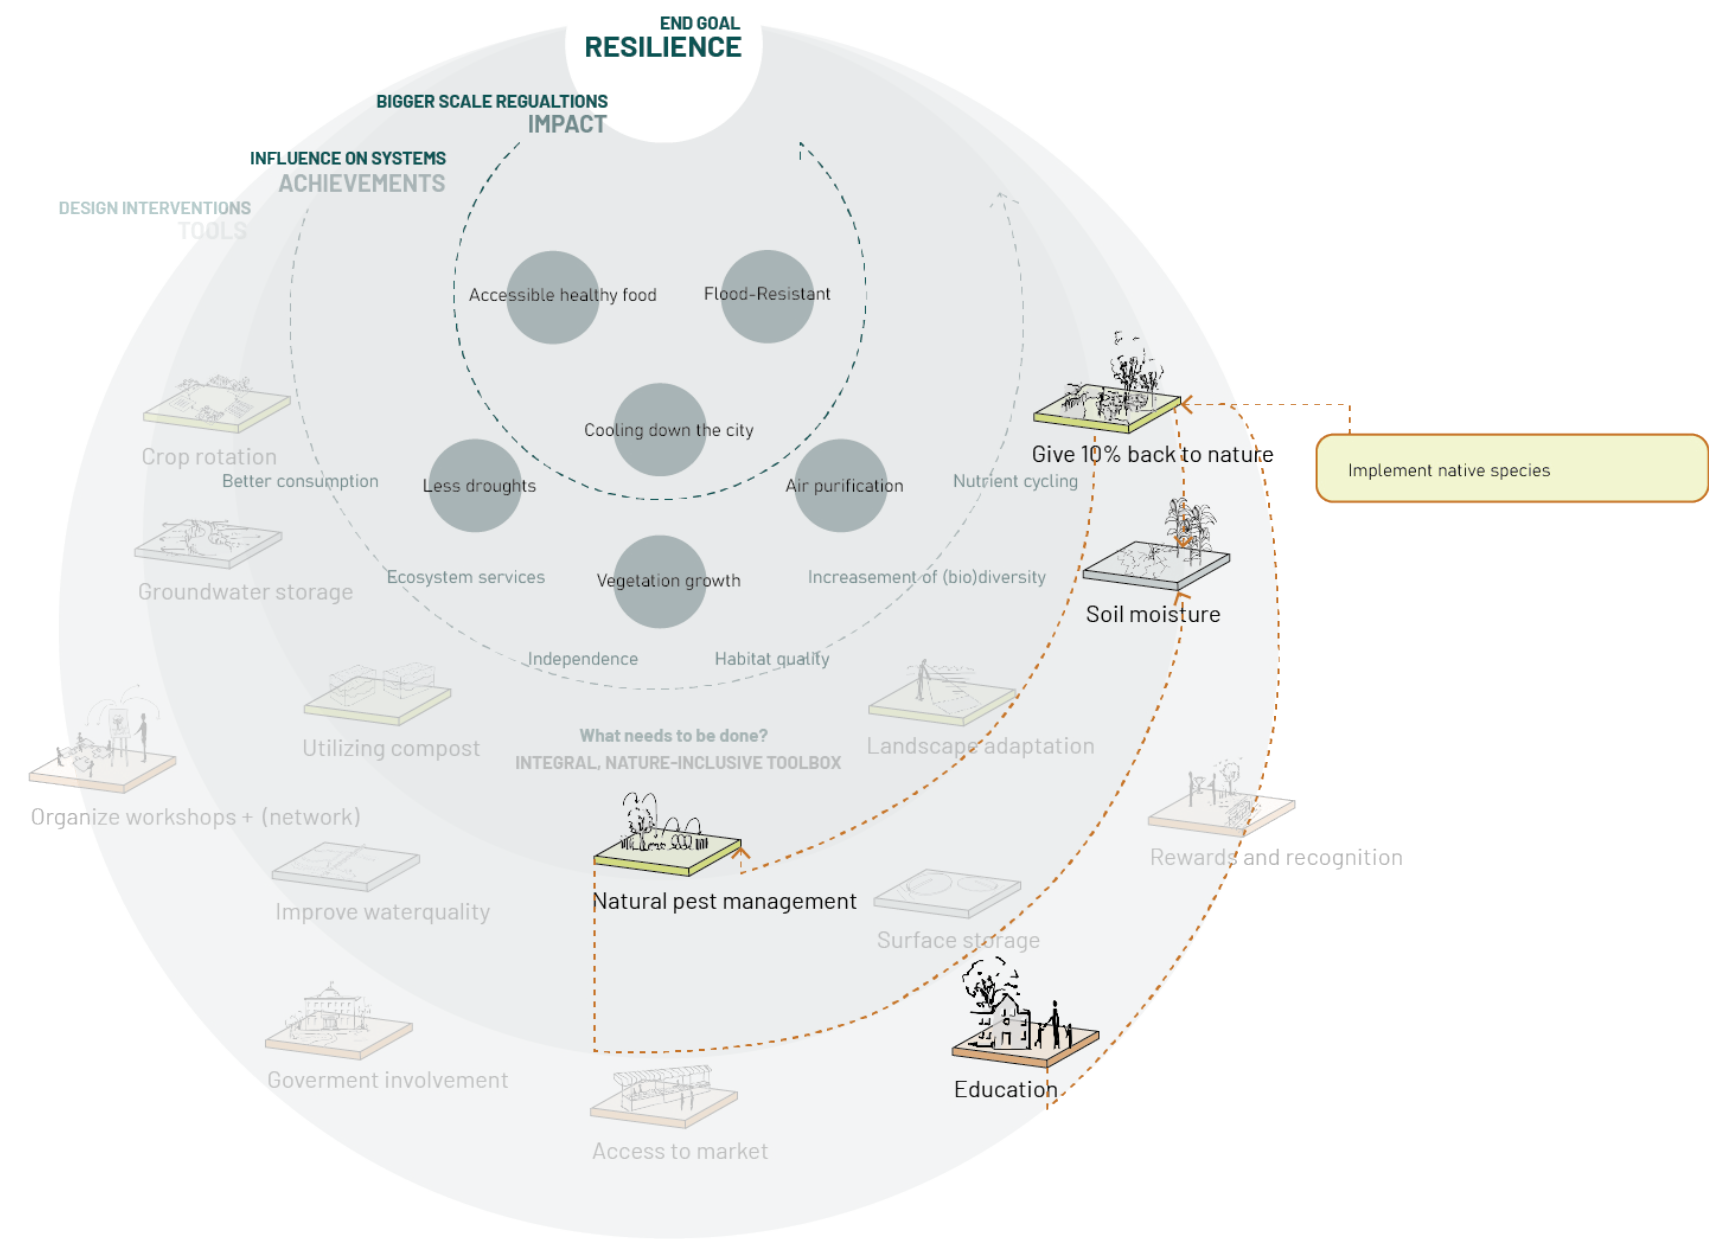 END GOAL
RESILIENCE
BIGGER SCALE REGUALTIONS
IMPACT
INFLUENCE ON SYSTEMS
ACHIEVEMENTS
DESIGN INTERVENTIONS
TOOLS
Accessible healthy food
Flood-Resistant
Cooling down the city
Give 10% back to nature
Implement native species
Crop rotation
Better consumption
Less droughts
Air purification
Nutrient cycling
Groundwater storage
Ecosystem services
Vegetation growth
Increasement of (bio)diversity
Soil moisture
Independence
Habitat quality
Utilizing compost
What needs to be done?
INTEGRAL, NATURE-INCLUSIVE TOOLBOX
Landscape adaptation
Organize workshops + (network)
Rewards and recognition
Natural pest management
Improve waterquality
Surface storage
Goverment involvement
Education
Access to market